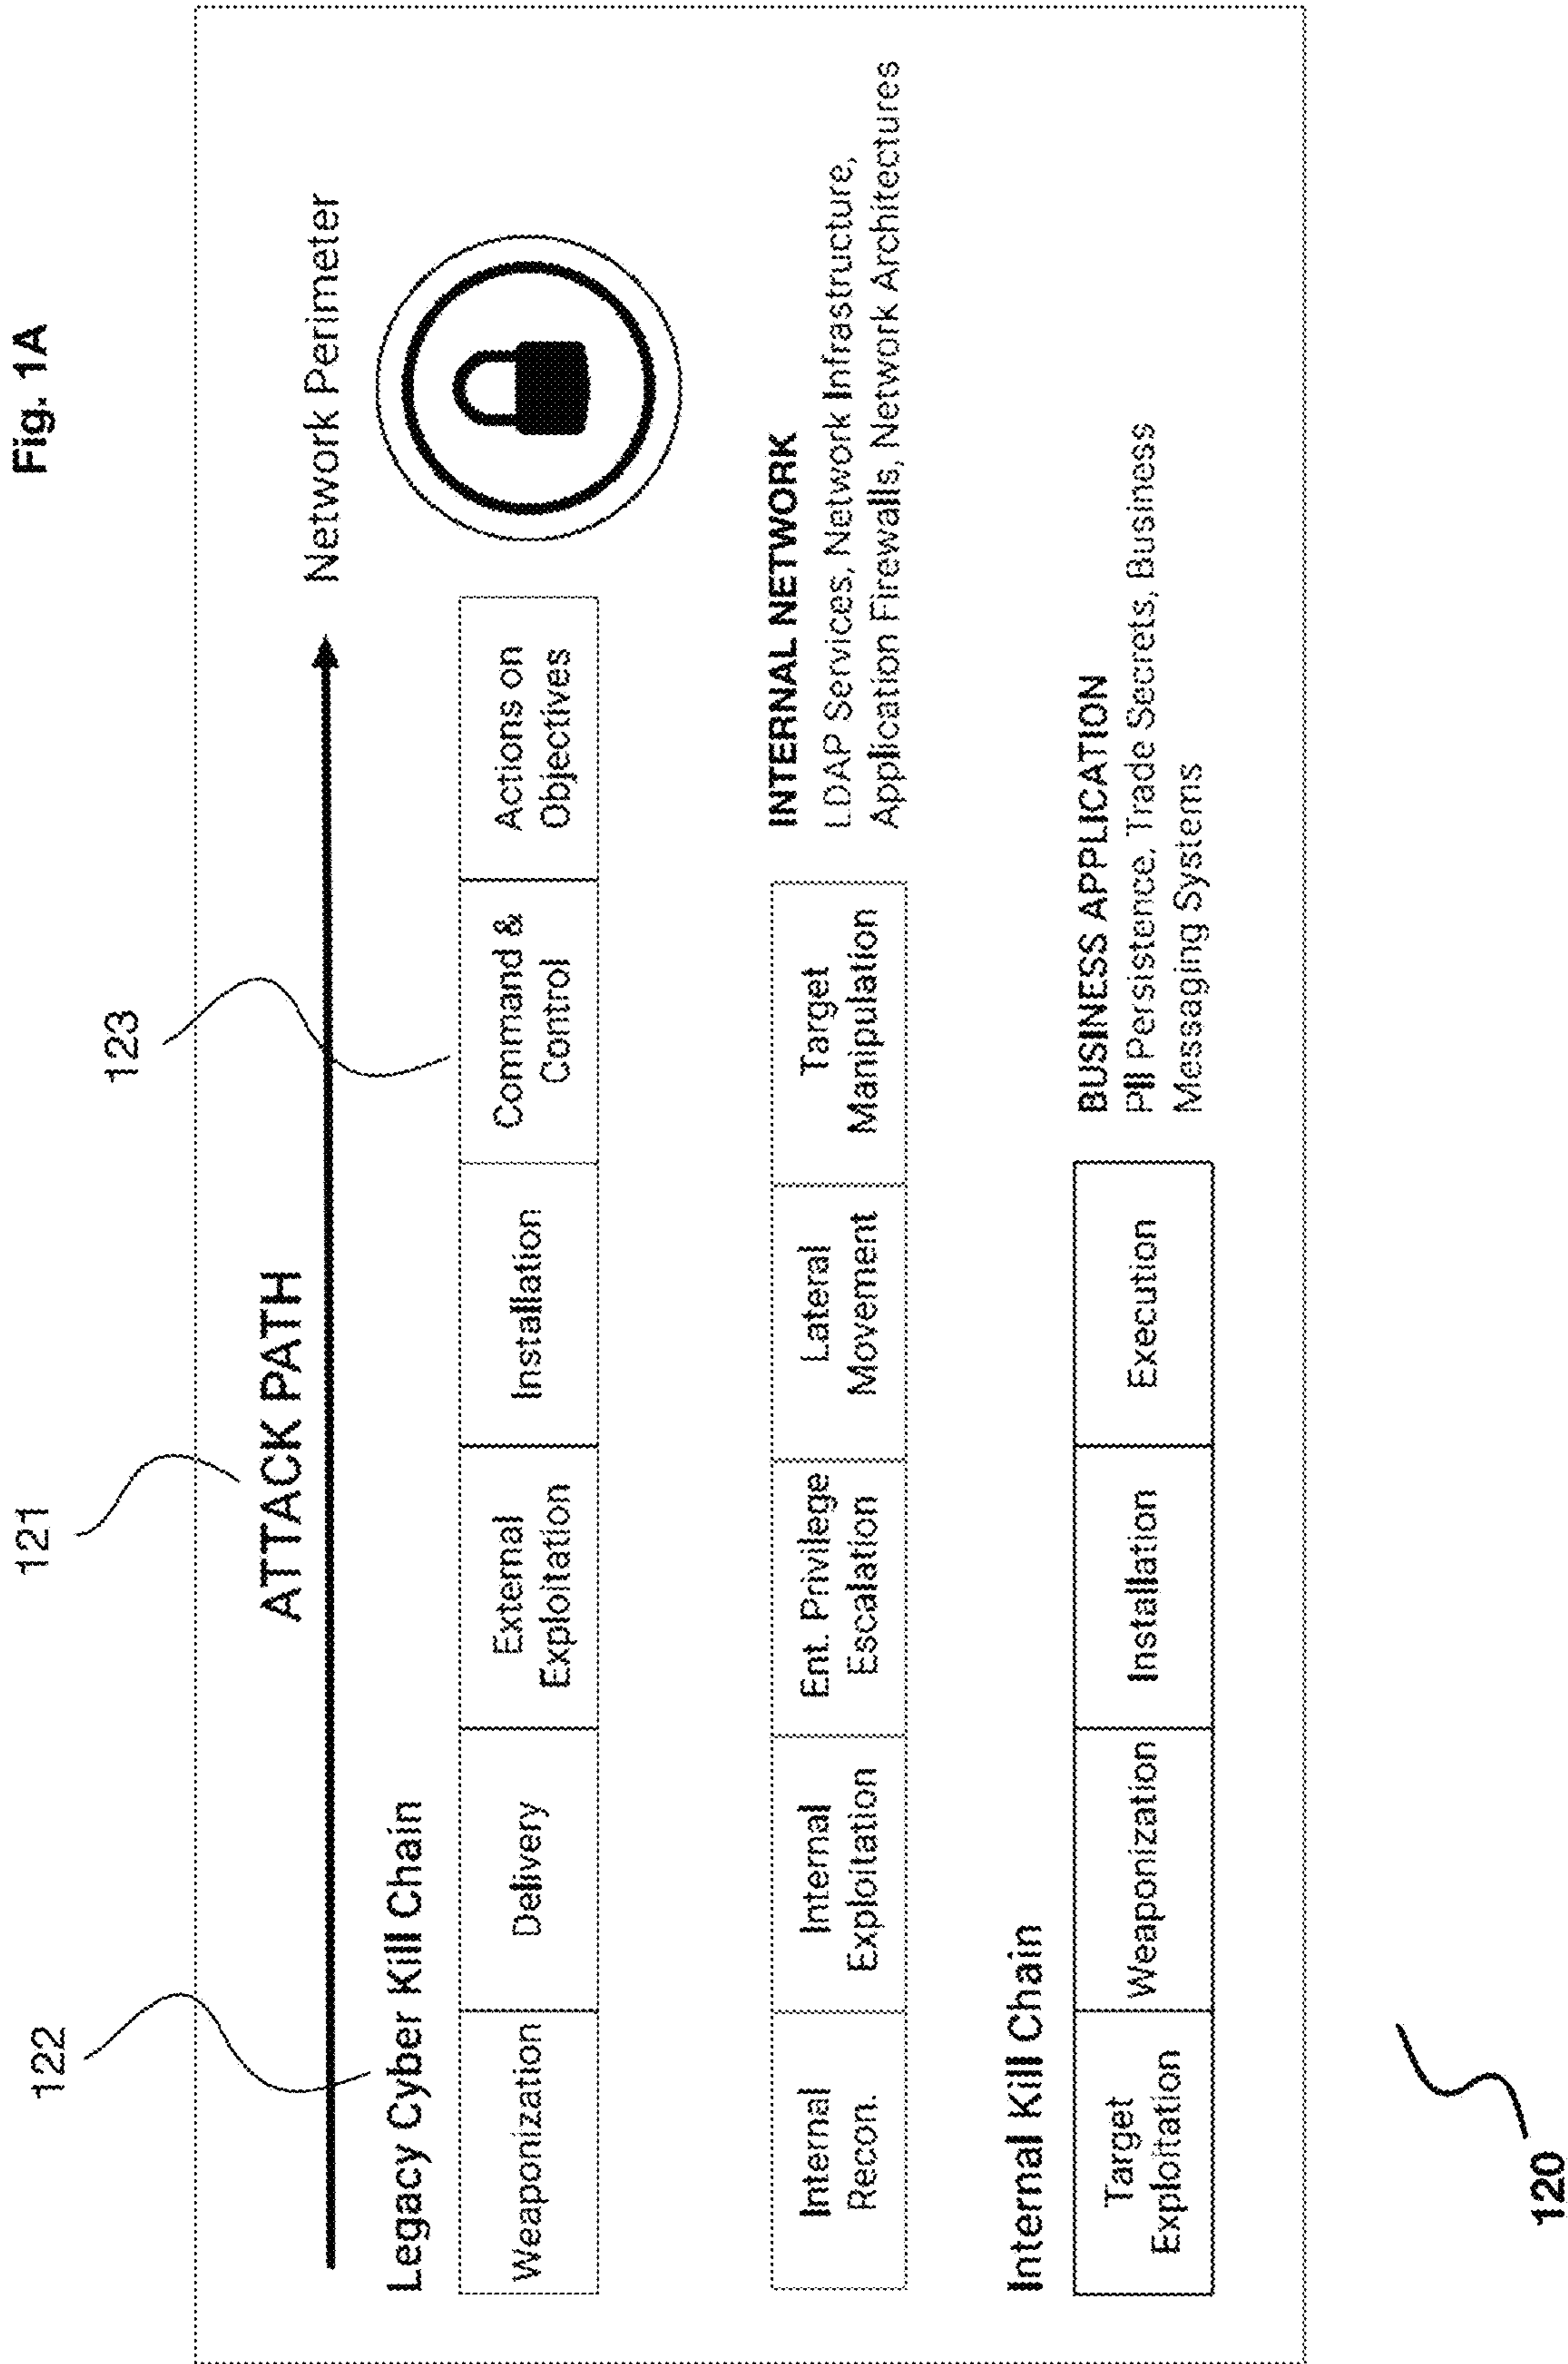 Fig. 1A
121
122
123
ATTACK PATH
Network Perimeter
Legacy Cyber Kill Chain
Weaponization
Delivery
External
Exploitation
Installation
Command &
Control
Actions on
Objectives
Internal
Recon.
Internal
Exploitation
Ent. Privilege
Escalation
Lateral
Movement
Target
Manipulation
INTERNAL NETWORK
LDAP Services, Network Infrastructure,
Application Firewalls, Network Architectures
Internal Kill Chain
Target
Exploitation
Weaponization
Installation
Execution
BUSINESS APPLICATION
PII Persistence, Trade Secrets, Business
Messaging Systems
120